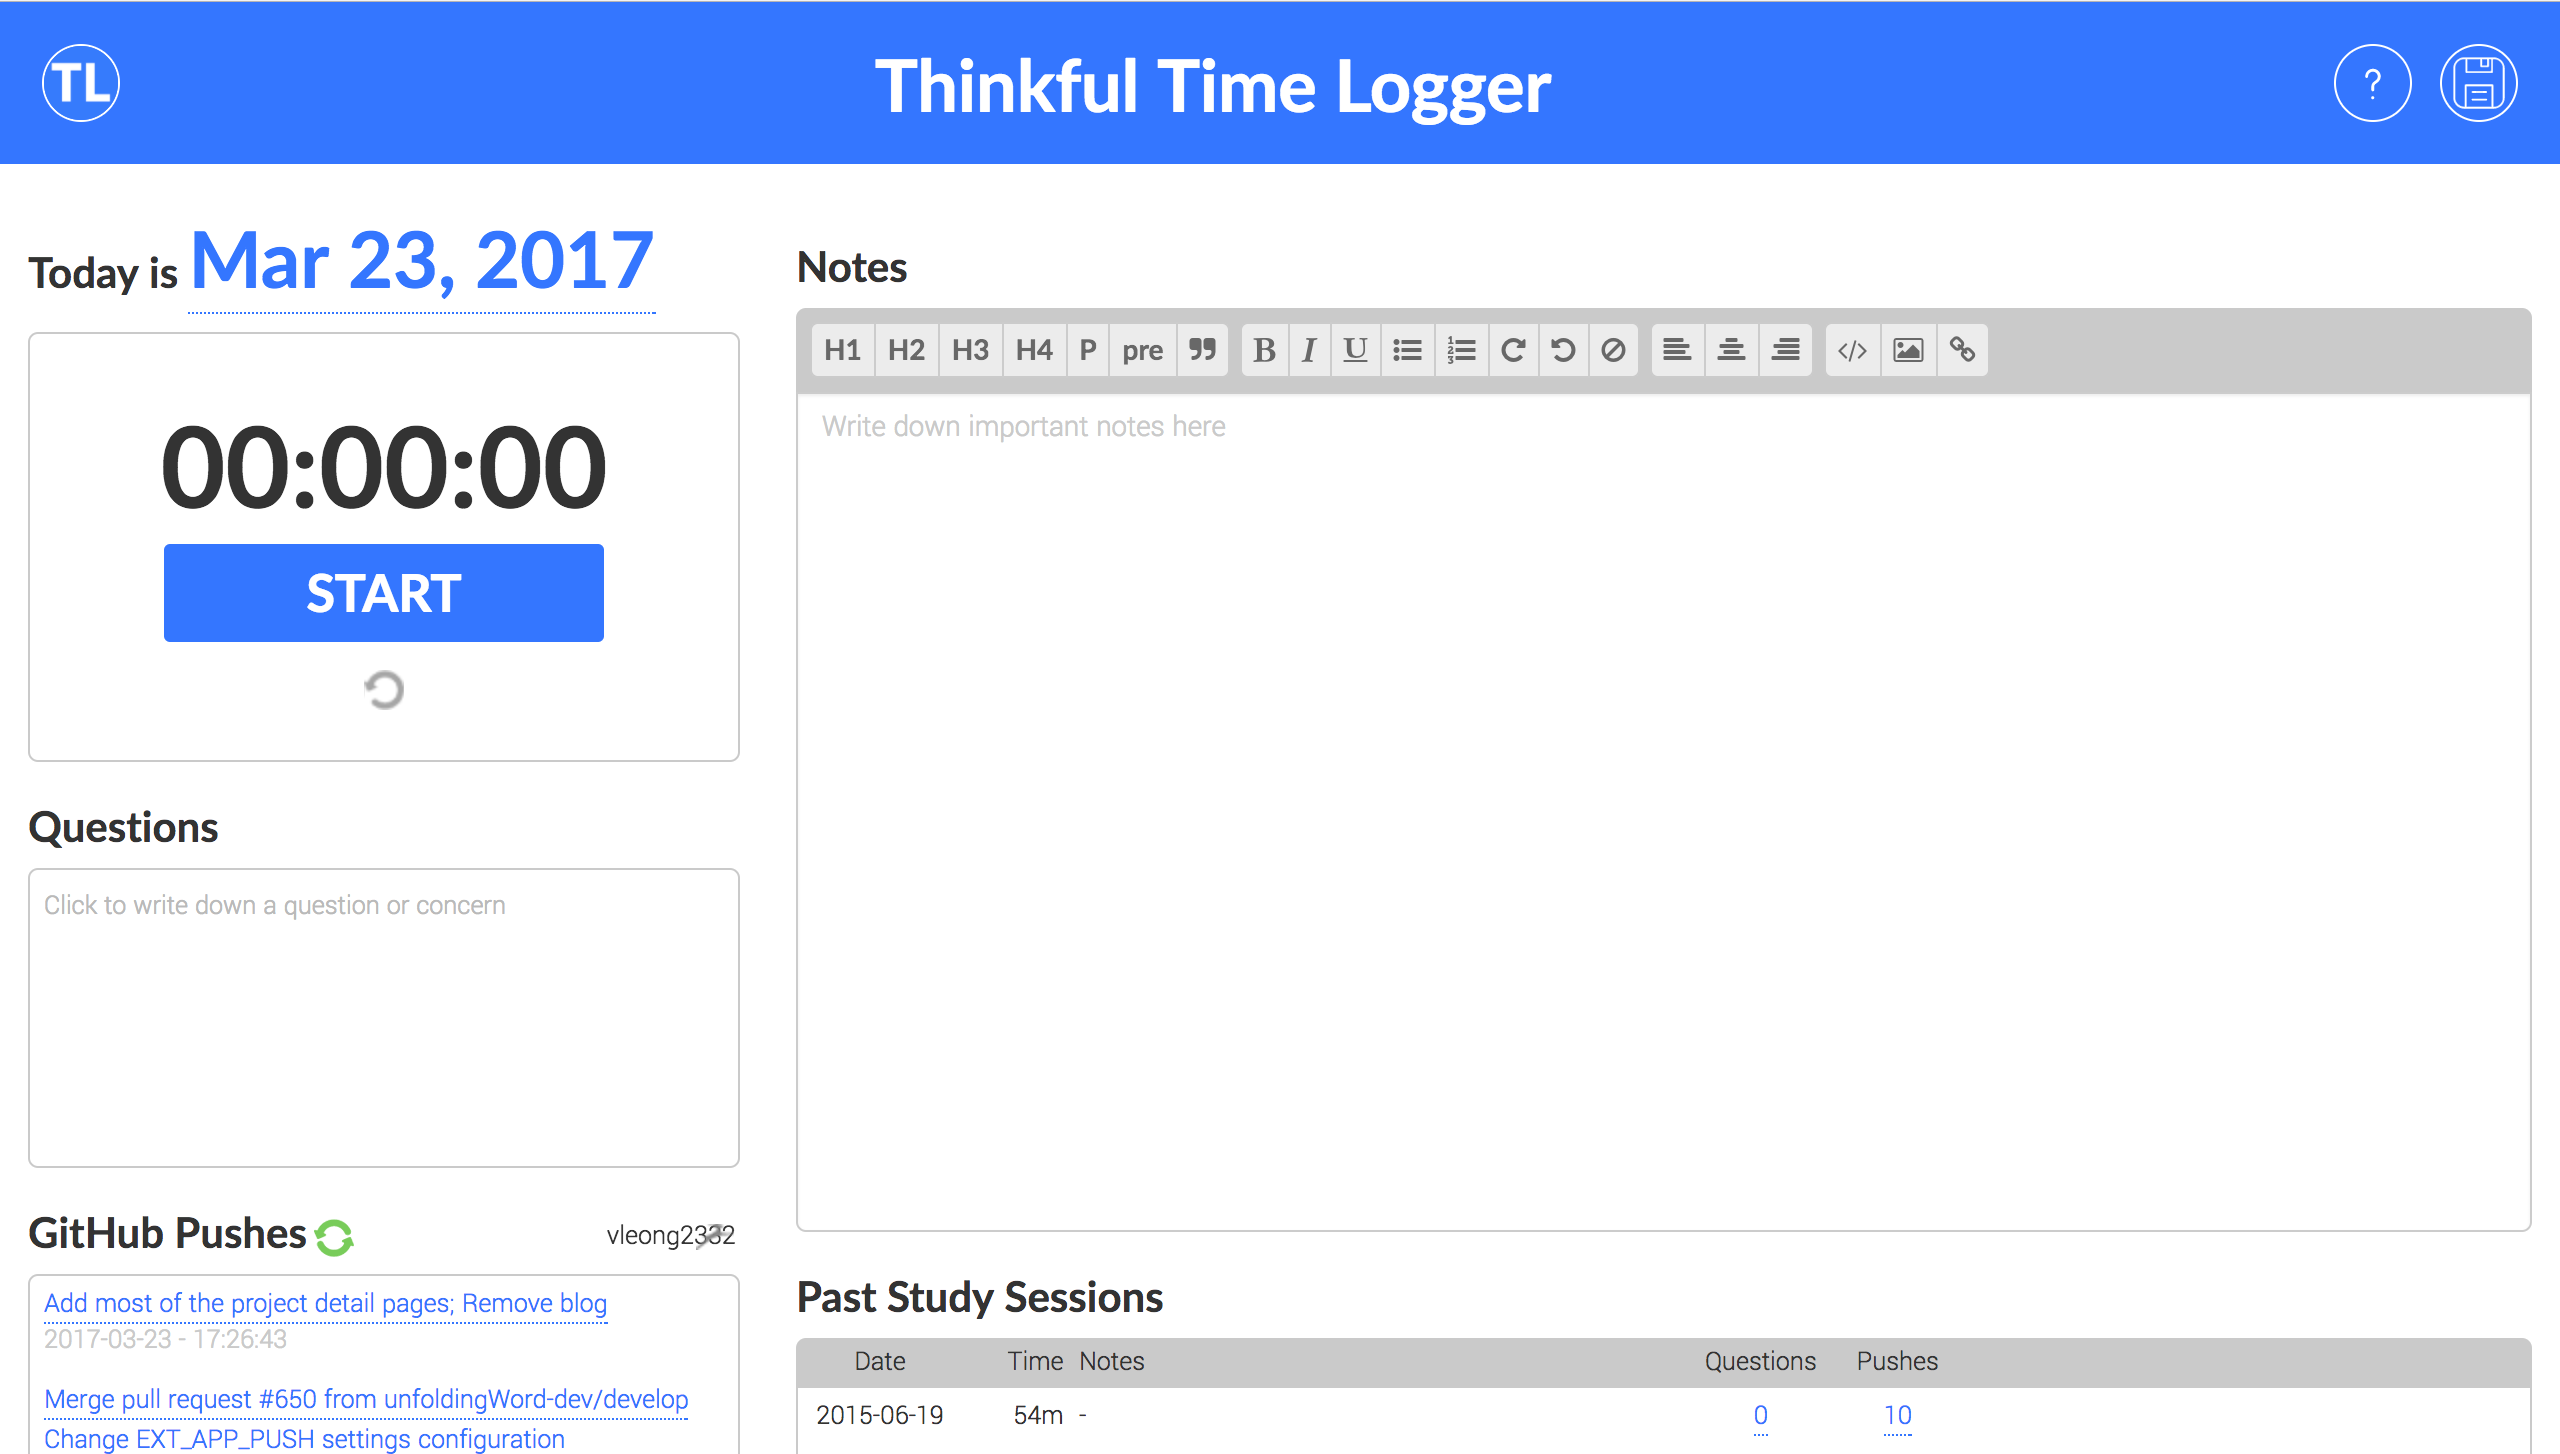 TL
Thinkful Time Logger
?
Today is Mar 23, 2017
00:00:00
START
Questions
Click to write down a question or concern
GitHub Pushes
vleong2332
Add most of the project detail pages; Remove blog
2017-03-23 - 17:26:43
Merge pull request #650 from unfoldingWord-dev/develop
Change EXT_APP_PUSH settings configuration
Notes
H1 H2 H3 H4 P pre B I U </>
Write down important notes here
Past Study Sessions
Date Time Notes Questions Pushes
2015-06-19 54m - 0 10